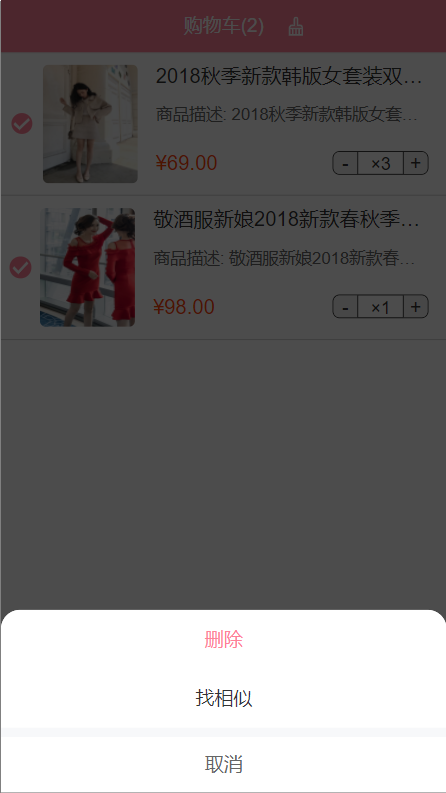 购物车(2)
2018秋季新款韩版女套装双…
商品描述: 2018秋季新款韩版女套…
¥69.00
- ×3 +
敬酒服新娘2018新款春秋季…
商品描述: 敬酒服新娘2018新款春…
¥98.00
- ×1 +
删除
找相似
取消